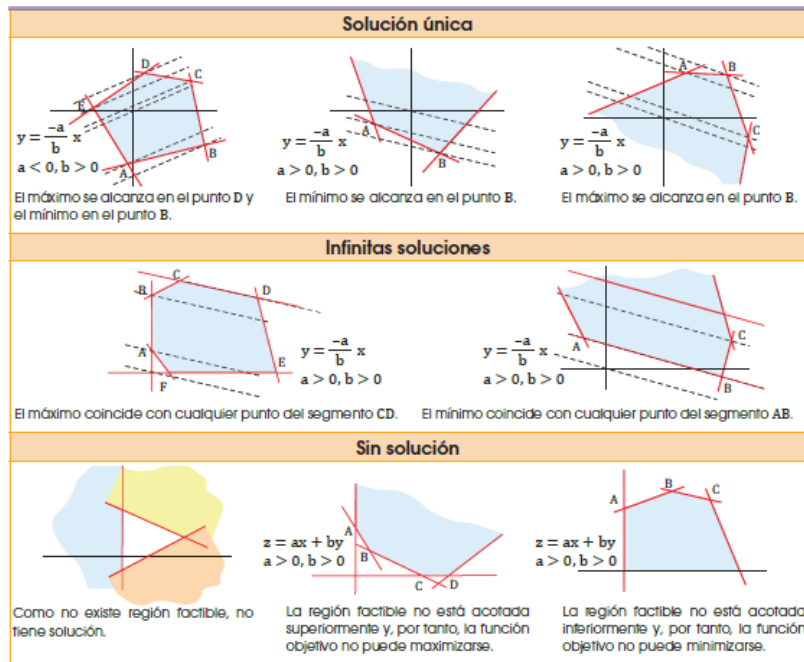 Solución única
D
C
E
B
A
y = -a/b x
a < 0, b > 0
El máximo se alcanza en el punto D y
el mínimo en el punto B.
A
B
y = -a/b x
a > 0, b > 0
El mínimo se alcanza en el punto B.
A
B
C
y = -a/b x
a > 0, b > 0
El máximo se alcanza en el punto B.
Infinitas soluciones
C
B
D
A
E
F
y = -a/b x
a > 0, b > 0
El máximo coincide con cualquier punto del segmento CD.
C
A
B
y = -a/b x
a > 0, b > 0
El mínimo coincide con cualquier punto del segmento AB.
Sin solución
Como no existe región factible, no
tiene solución.
z = ax + by
a > 0, b > 0
A
B
C
D
La región factible no está acotada
superiormente y, por tanto, la función
objetivo no puede maximizarse.
B
C
A
z = ax + by
a > 0, b > 0
La región factible no está acotada
inferiormente y, por tanto, la función
objetivo no puede minimizarse.